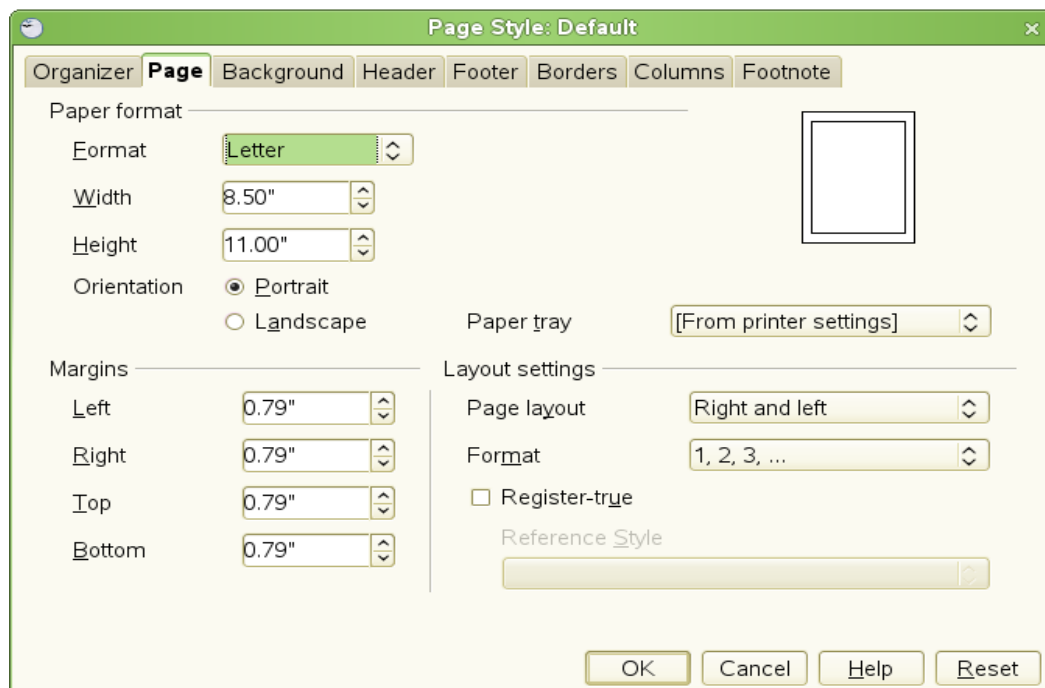 Page Style: Default
Organizer Page Background Header Footer Borders Columns Footnote
Paper format
Format Letter
Width 8.50"
Height 11.00"
Orientation Portrait
Landscape Paper tray [From printer settings]
Margins Layout settings
Left 0.79" Page layout Right and left
Right 0.79" Format 1, 2, 3, ...
Top 0.79" Register-true
Reference Style
Bottom 0.79"
OK Cancel Help Reset